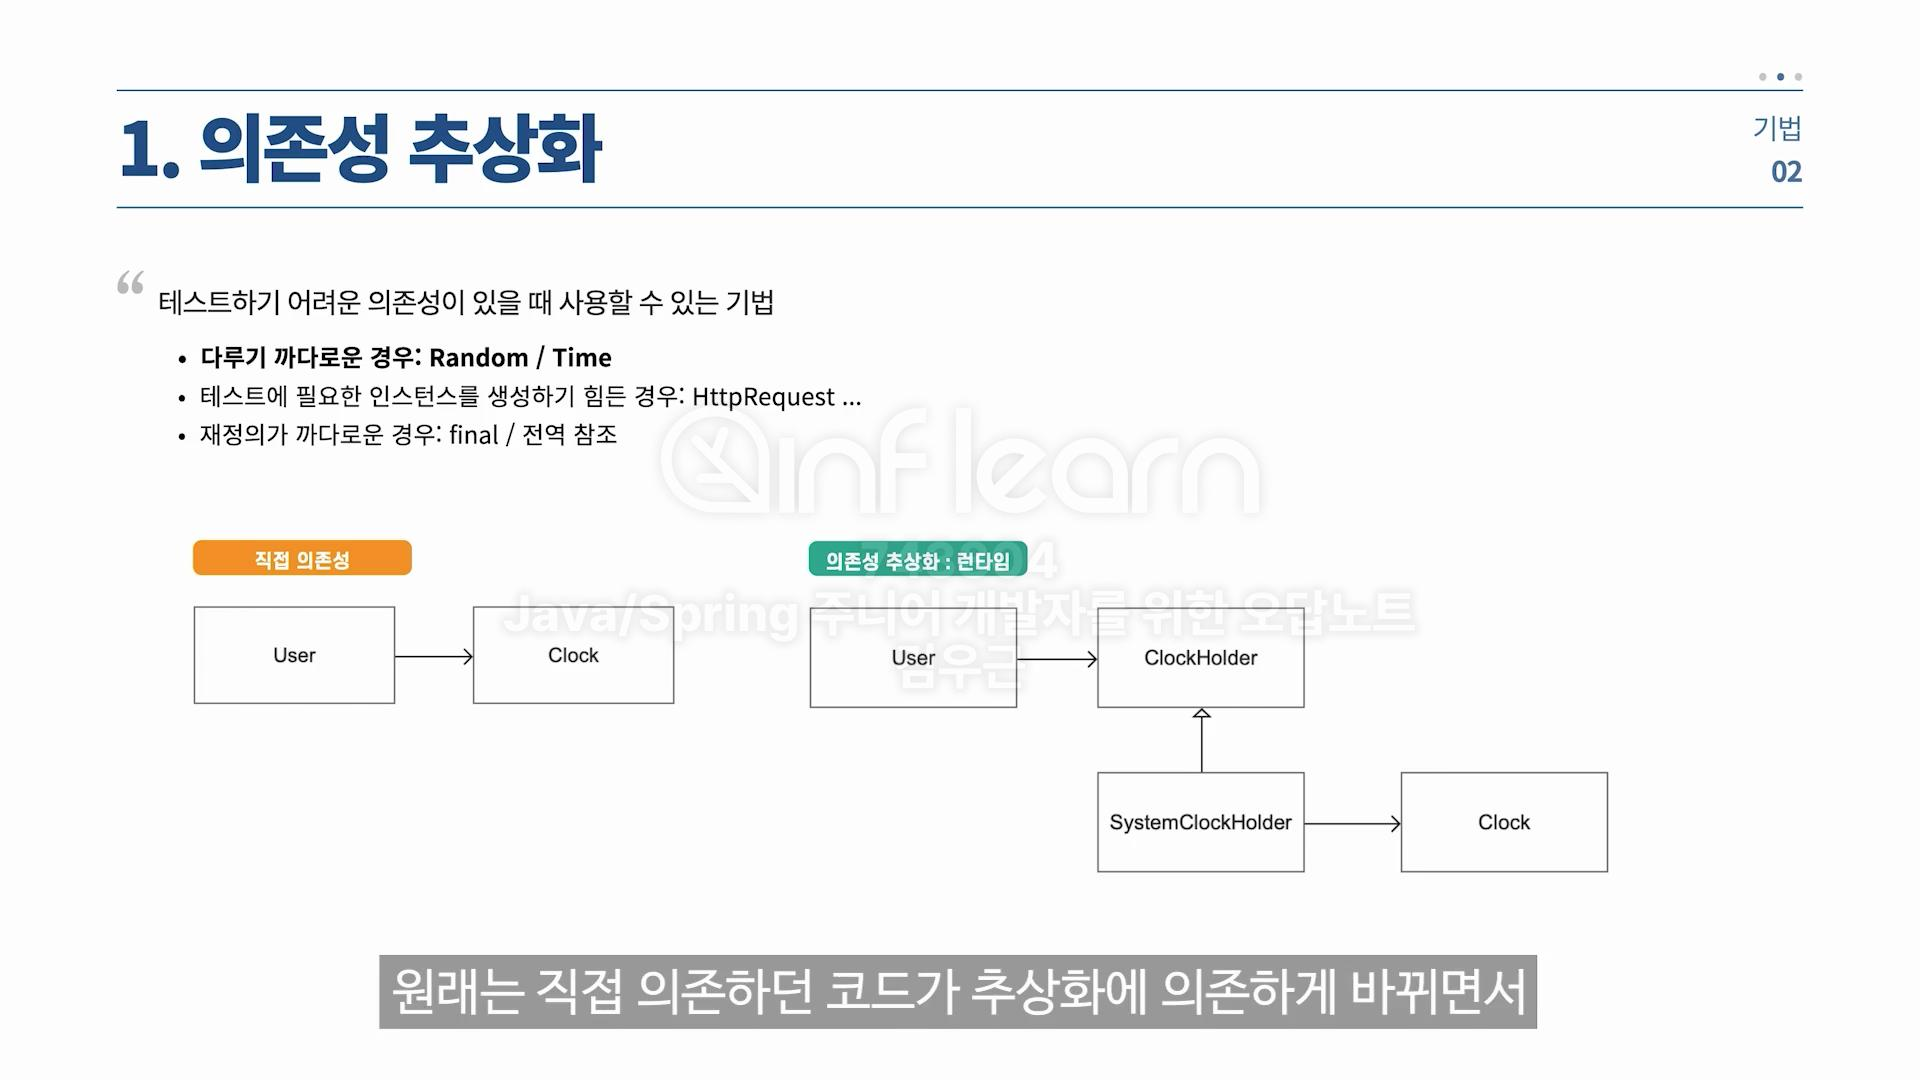 1. 의존성 추상화
기법
02
“ 테스트하기 어려운 의존성이 있을 때 사용할 수 있는 기법
• 다루기 까다로운 경우: Random / Time
• 테스트에 필요한 인스턴스를 생성하기 힘든 경우: HttpRequest ...
• 재정의가 까다로운 경우: final / 전역 참조
inflearn
직접 의존성
의존성 추상화 : 런타임
Java/Spring 주니어 개발자를 위한 오답노트
김우근
User
Clock
User
ClockHolder
SystemClockHolder
Clock
원래는 직접 의존하던 코드가 추상화에 의존하게 바뀌면서